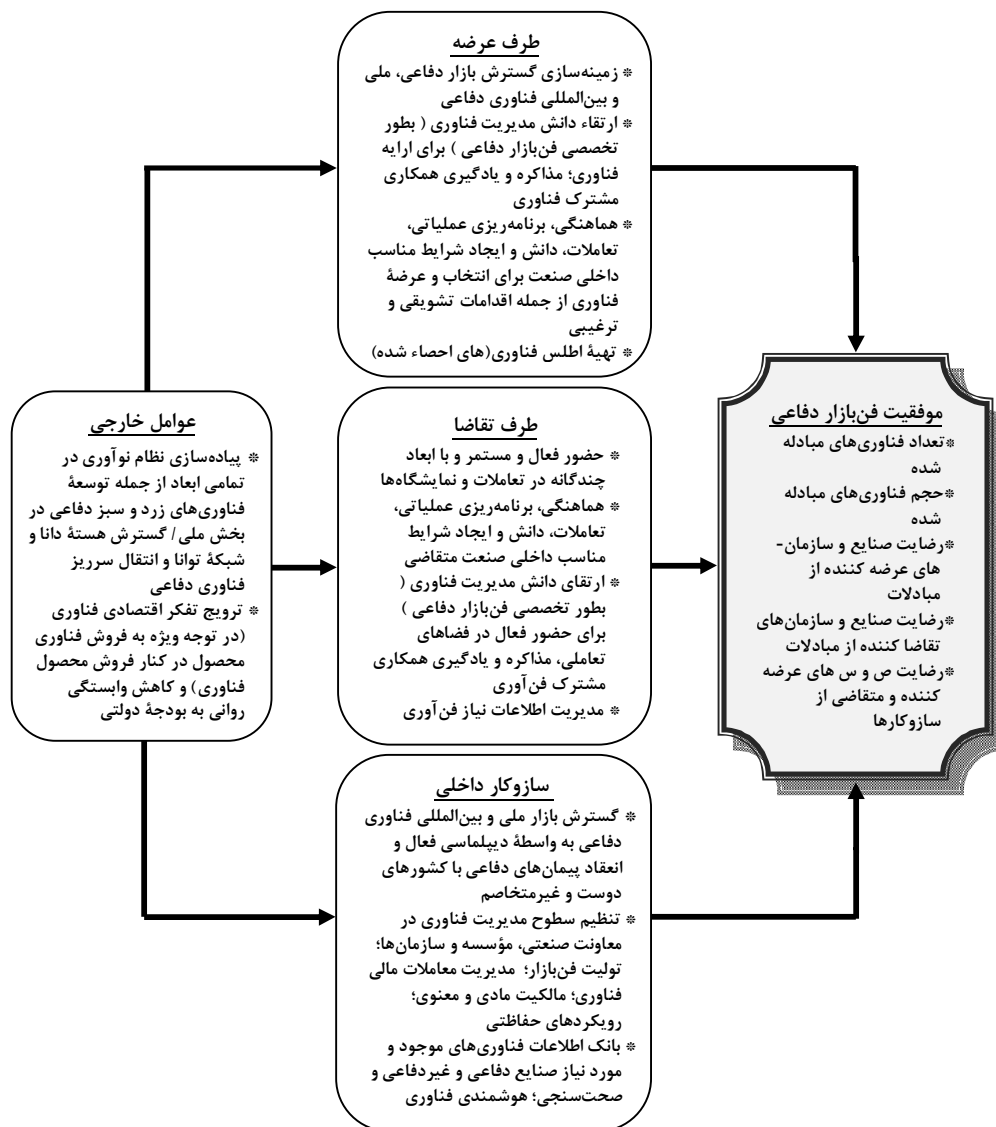 طرف عرضه
* زمینه‌سازی گسترش بازار دفاعی، ملی
و بین‌المللی فناوری دفاعی
* ارتقاء دانش مدیریت فناوری ( بطور
تخصصی فن‌بازار دفاعی ) برای ارایه
فناوری؛ مذاکره و یادگیری همکاری
مشترک فناوری
* هماهنگی، برنامه‌ریزی عملیاتی،
تعاملات، دانش و ایجاد شرایط مناسب
داخلی صنعت برای انتخاب و عرضۀ
فناوری از جمله اقدامات تشویقی و
ترغیبی
* تهیۀ اطلس فناوری(های احصاء شده)
عوامل خارجی
* پیاده‌سازی نظام نوآوری در
تمامی ابعاد از جمله توسعۀ
فناوری‌های زرد و سبز دفاعی در
بخش ملی/ گسترش هستۀ دانا و
شبکۀ توانا و انتقال سرریز
فناوری دفاعی
* ترویج تفکر اقتصادی فناوری
(در توجه ویژه به فروش فناوری
محصول در کنار فروش محصول
فناوری) و کاهش وابستگی
روانی به بودجۀ دولتی
طرف تقاضا
* حضور فعال و مستمر و با ابعاد
چندگانه در تعاملات و نمایشگاه‌ها
* هماهنگی، برنامه‌ریزی عملیاتی،
تعاملات، دانش و ایجاد شرایط
مناسب داخلی صنعت متقاضی
* ارتقای دانش مدیریت فناوری (
بطور تخصصی فن‌بازار دفاعی )
برای حضور فعال در فضاهای
تعاملی، مذاکره و یادگیری همکاری
مشترک فن‌آوری
* مدیریت اطلاعات نیاز فن‌آوری
سازوکار داخلی
* گسترش بازار ملی و بین‌المللی فناوری
دفاعی به واسطۀ دیپلماسی فعال و
انعقاد پیمان‌های دفاعی با کشورهای
دوست و غیرمتخاصم
* تنظیم سطوح مدیریت فناوری در
معاونت صنعتی، مؤسسه و سازمان‌ها؛
تولیت فن‌بازار؛ مدیریت معاملات مالی
فناوری؛ مالکیت مادی و معنوی؛
رویکردهای حفاظتی
* بانک اطلاعات فناوری‌های موجود و
مورد نیاز صنایع دفاعی و غیردفاعی و
صحت‌سنجی؛ هوشمندی فناوری
موفقیت فن‌بازار دفاعی
*تعداد فناوری‌های مبادله
شده
*حجم فناوری‌های مبادله
شده
*رضایت صنایع و سازمان-
های عرضه کننده از
مبادلات
*رضایت صنایع و سازمان‌های
تقاضا کننده از مبادلات
*رضایت ص و س های عرضه
کننده و متقاضی از
سازوکارها